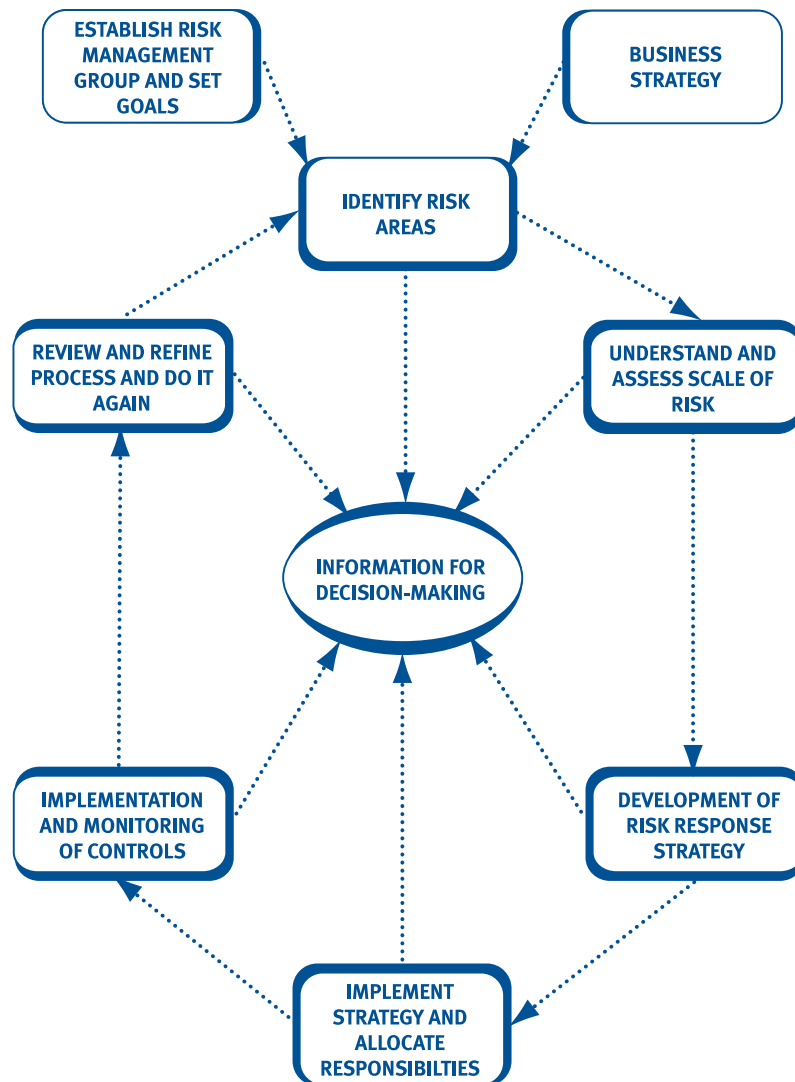 ESTABLISH RISK
MANAGEMENT
GROUP AND SET
GOALS
BUSINESS
STRATEGY
IDENTIFY RISK
AREAS
REVIEW AND REFINE
PROCESS AND DO IT
AGAIN
UNDERSTAND AND
ASSESS SCALE OF
RISK
INFORMATION FOR
DECISION-MAKING
IMPLEMENTATION
AND MONITORING
OF CONTROLS
DEVELOPMENT OF
RISK RESPONSE
STRATEGY
IMPLEMENT
STRATEGY AND
ALLOCATE
RESPONSIBILTIES